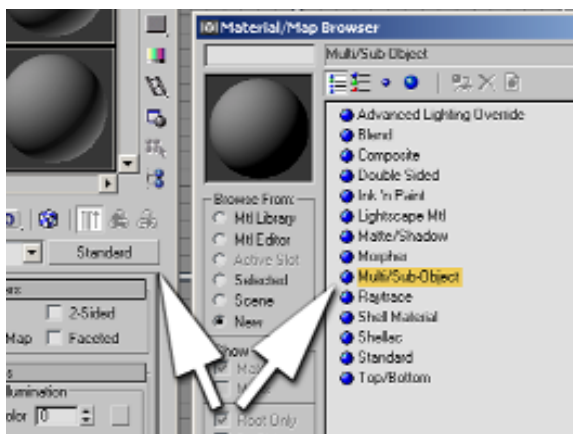 Material/Map Browser
Multi/Sub-Object
Advanced Lighting Override
Blend
Composite
Double Sided
Ink 'n Paint
Lightscape Mtl
Matte/Shadow
Morpher
Multi/Sub-Object
Raytrace
Shell Material
Shellac
Standard
Top/Bottom
Browse From:
Mtl Library
Mtl Editor
Active Slot
Selected
Scene
New
Show
Root Only
Standard
2-Sided
Map
Faceted
olor 0